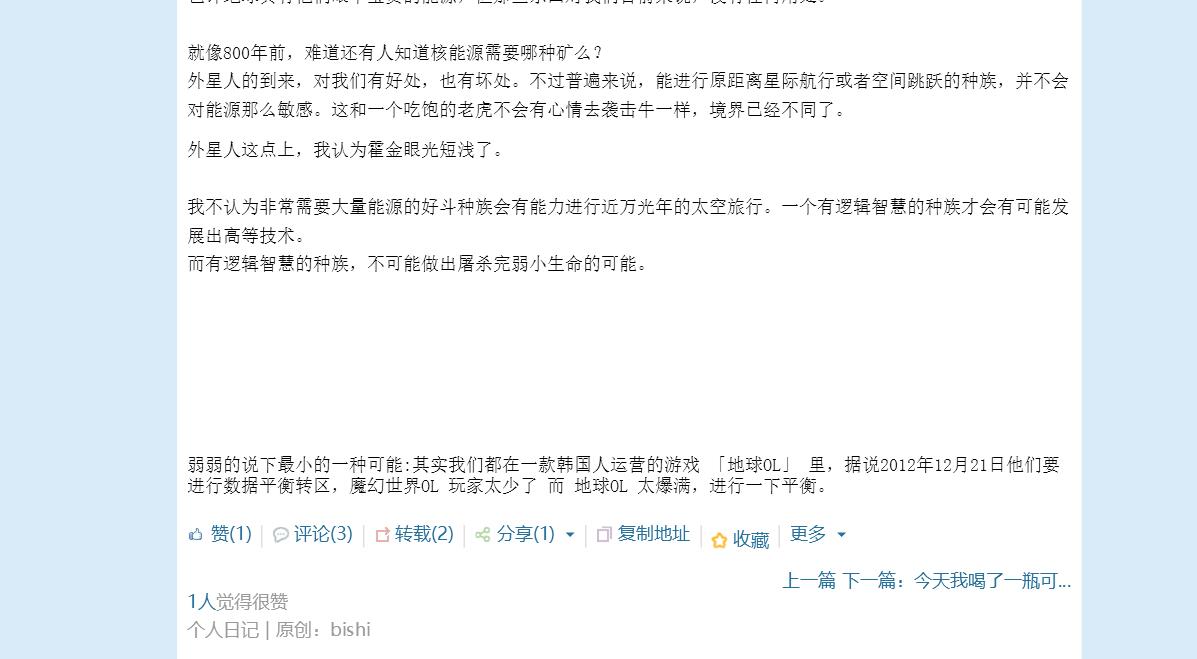 就像800年前，难道还有人知道核能源需要哪种矿么？
外星人的到来，对我们有好处，也有坏处。不过普遍来说，能进行原距离星际航行或者空间跳跃的种族，并不会
对能源那么敏感。这和一个吃饱的老虎不会有心情去袭击牛一样，境界已经不同了。
外星人这点上，我认为霍金眼光短浅了。
我不认为非常需要大量能源的好斗种族会有能力进行近万光年的太空旅行。一个有逻辑智慧的种族才会有可能发
展出高等技术。
而有逻辑智慧的种族，不可能做出屠杀完弱小生命的可能。
弱弱的说下最小的一种可能:其实我们都在一款韩国人运营的游戏 「地球OL」 里，据说2012年12月21日他们要
进行数据平衡转区，魔幻世界OL 玩家太少了 而 地球OL 太爆满，进行一下平衡。
赞(1) 评论(3) 转载(2) 分享(1) 复制地址 收藏 更多
上一篇 下一篇：今天我喝了一瓶可...
1人觉得很赞
个人日记 | 原创：bishi